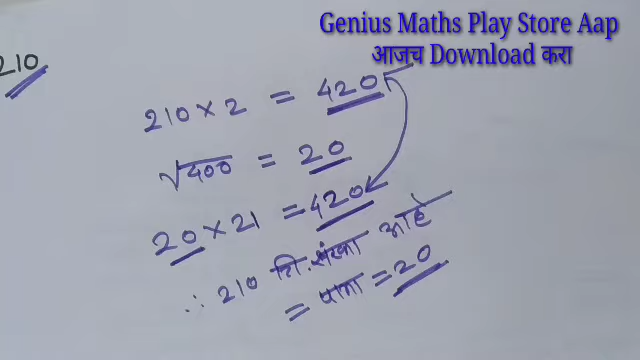 Genius Maths Play Store Aap
आजच Download करा
210
210 × 2 = 420
√400 = 20
20 × 21 = 420
∴ 210 त्रि. संख्या आहे
= पाया = 20